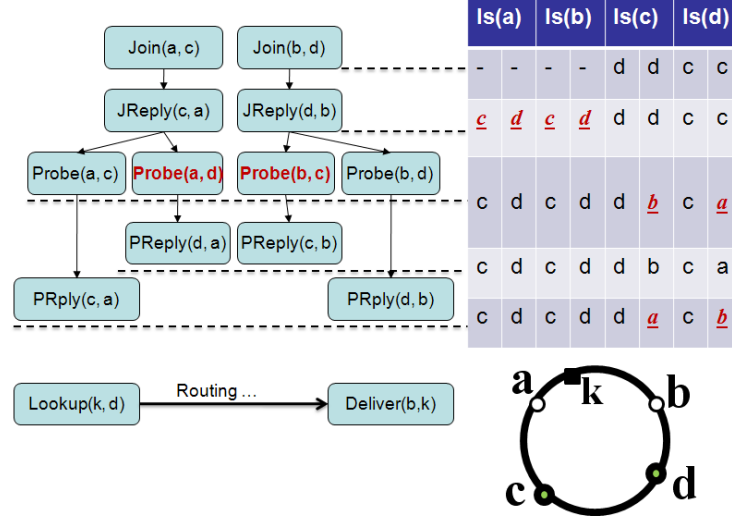 ls(a) ls(b) ls(c) ls(d)
Join(a, c) Join(b, d)
- - - - d d c c
JReply(c, a) JReply(d, b)
c d c d d d c c
Probe(a, c) Probe(a, d) Probe(b, c) Probe(b, d)
c d c d d b c a
PReply(d, a) PReply(c, b)
c d c d d b c a
PRply(c, a) PRply(d, b)
c d c d d a c b
Routing ...
Lookup(k, d) Deliver(b,k)
a k b
c d